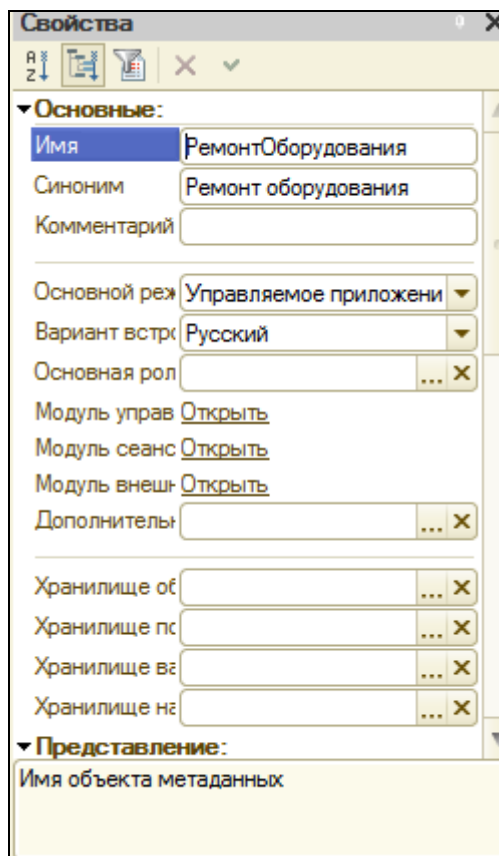 Свойства
Основные:
Имя РемонтОборудования
Синоним Ремонт оборудования
Комментарий
Основной реж Управляемое приложени
Вариант встро Русский
Основная рол ...
Модуль управ Открыть
Модуль сеанс Открыть
Модуль внешн Открыть
Дополнительн ...
Хранилище об ...
Хранилище по ...
Хранилище ва ...
Хранилище на ...
Представление:
Имя объекта метаданных